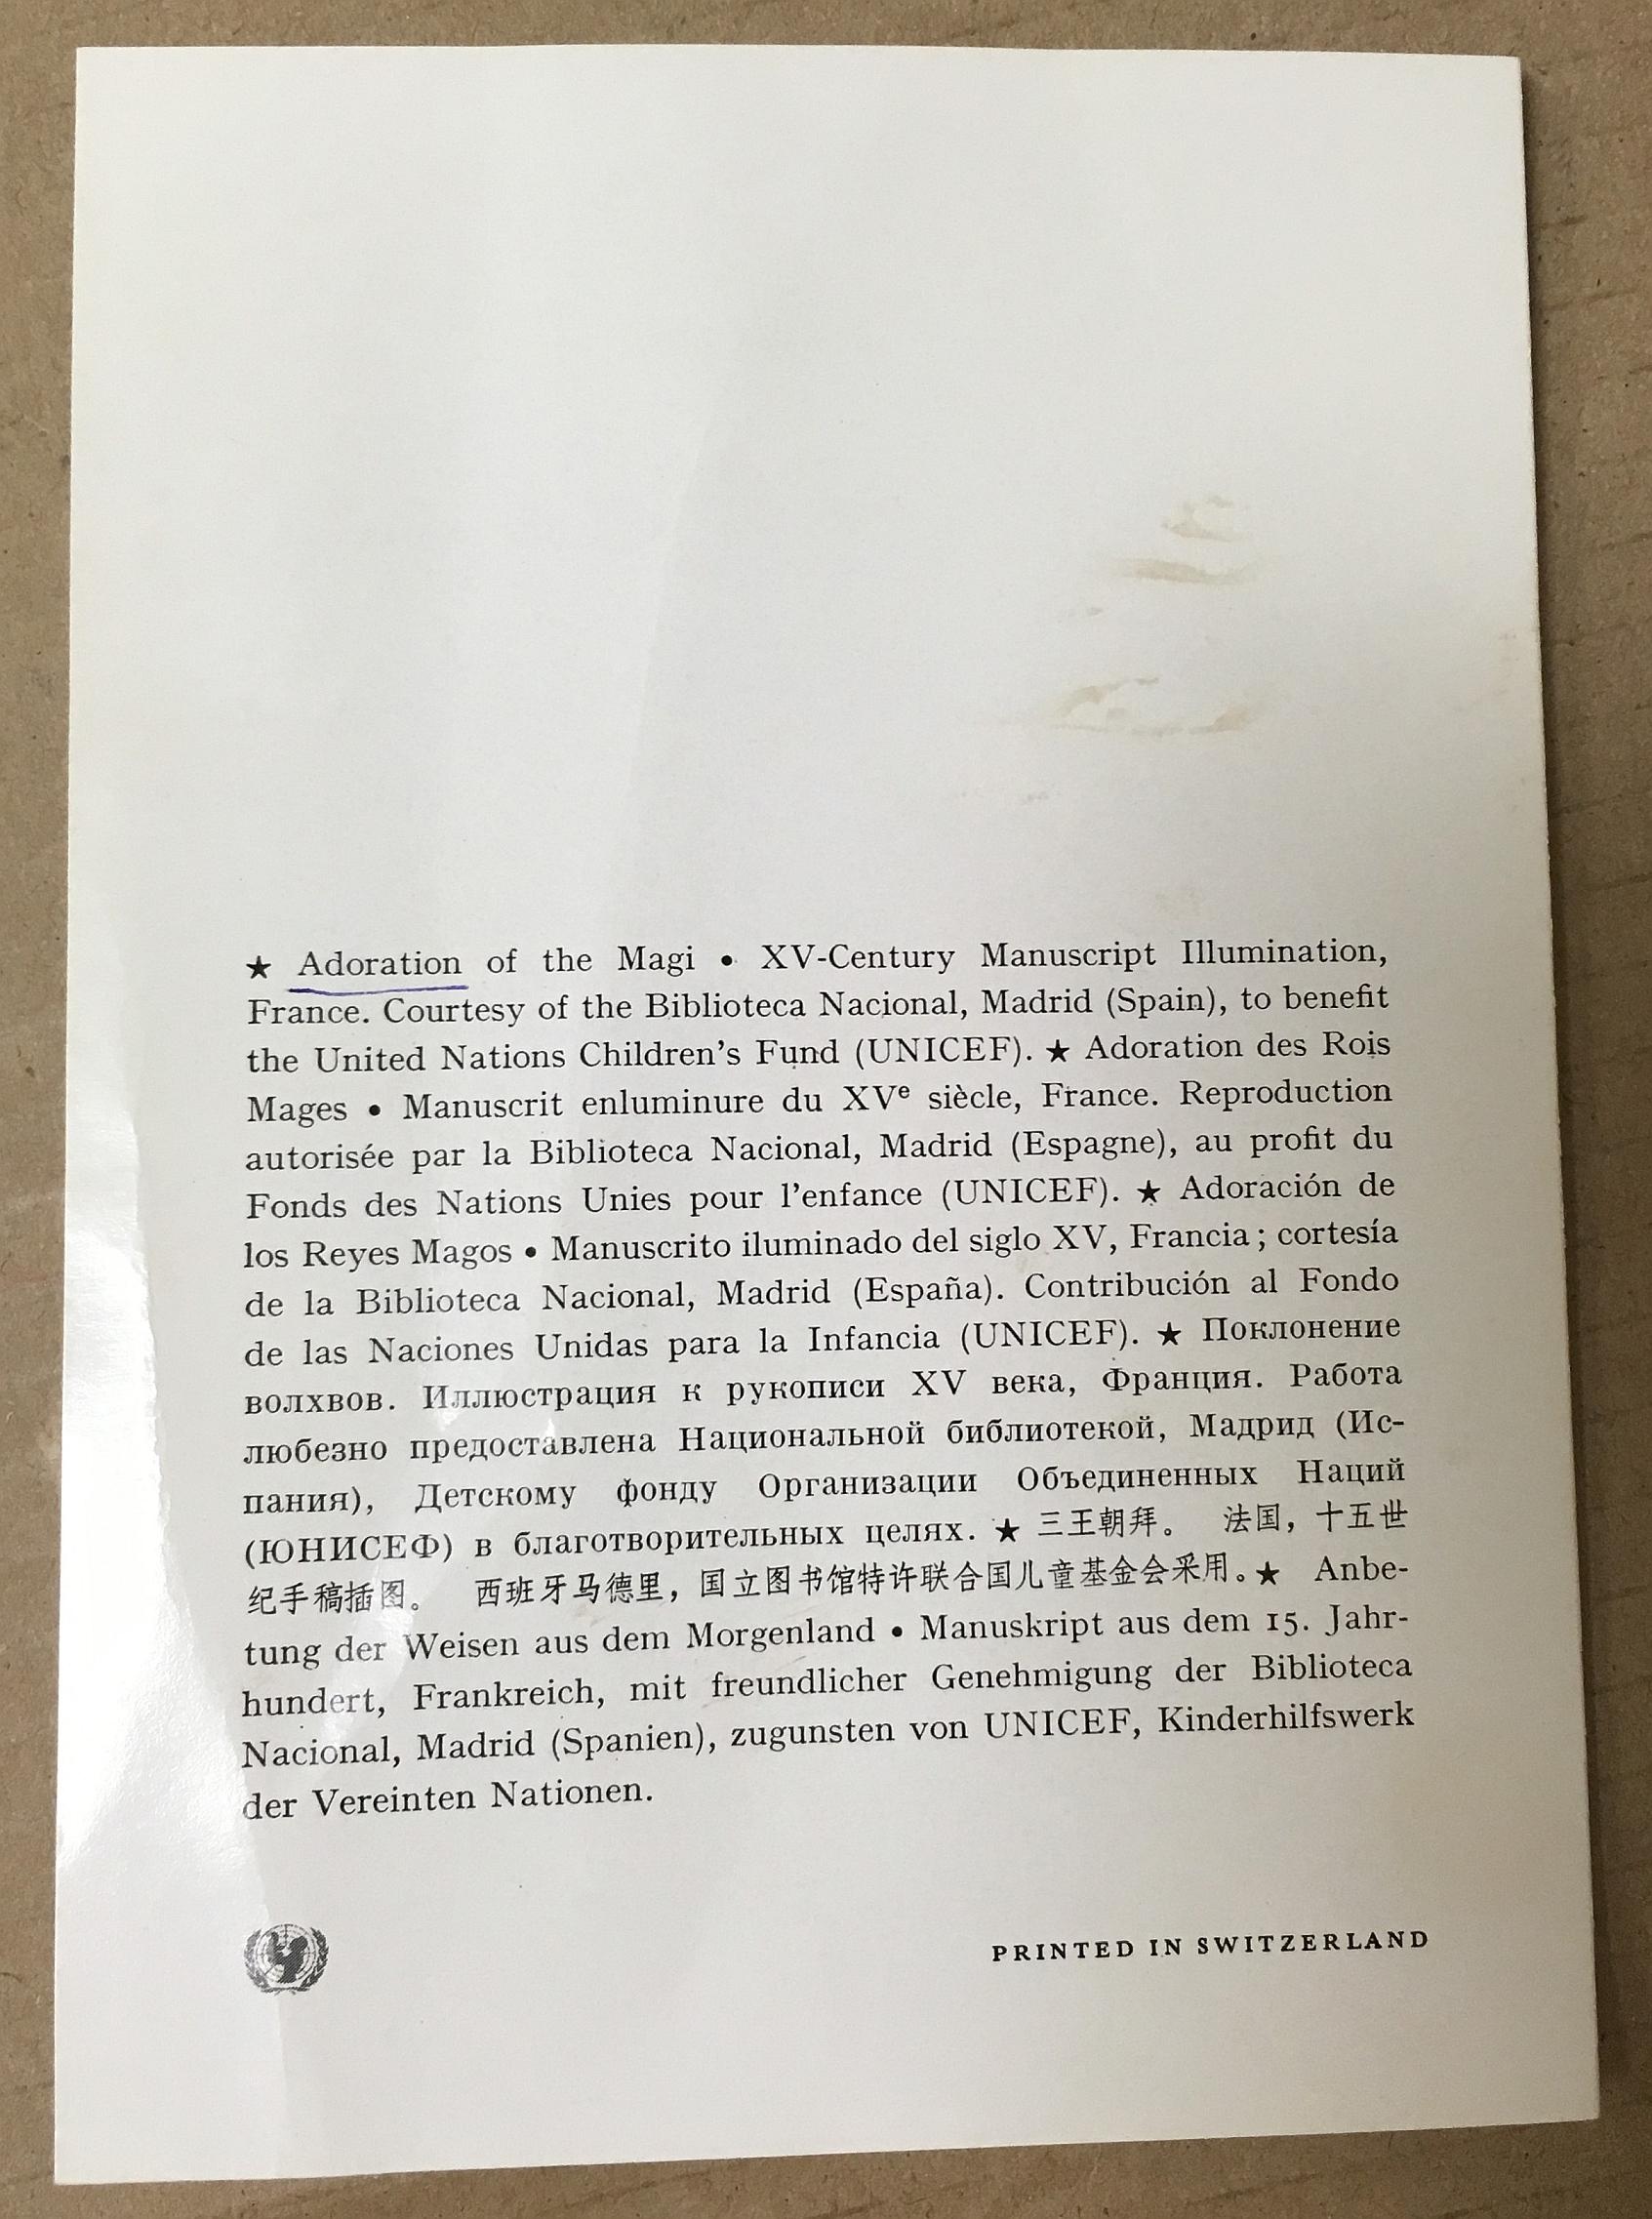 ★ Adoration of the Magi • XV-Century Manuscript Illumination,
France. Courtesy of the Biblioteca Nacional, Madrid (Spain), to benefit
the United Nations Children's Fund (UNICEF). ★ Adoration des Rois
Mages • Manuscrit enluminure du XVe siècle, France. Reproduction
autorisée par la Biblioteca Nacional, Madrid (Espagne), au profit du
Fonds des Nations Unies pour l'enfance (UNICEF). ★ Adoración de
los Reyes Magos • Manuscrito iluminado del siglo XV, Francia; cortesía
de la Biblioteca Nacional, Madrid (España). Contribución al Fondo
de las Naciones Unidas para la Infancia (UNICEF). ★ Поклонение
волхвов. Иллюстрация к рукописи XV века, Франция. Работа
любезно предоставлена Национальной библиотекой, Мадрид (Ис-
пания), Детскому фонду Организации Объединенных Наций
(ЮНИСЕФ) в благотворительных целях. ★ 三王朝拜。 法国，十五世
纪手稿插图。 西班牙马德里，国立图书馆特许联合国儿童基金会采用。★ Anbe-
tung der Weisen aus dem Morgenland • Manuskript aus dem 15. Jahr-
hundert, Frankreich, mit freundlicher Genehmigung der Biblioteca
Nacional, Madrid (Spanien), zugunsten von UNICEF, Kinderhilfswerk
der Vereinten Nationen.
PRINTED IN SWITZERLAND